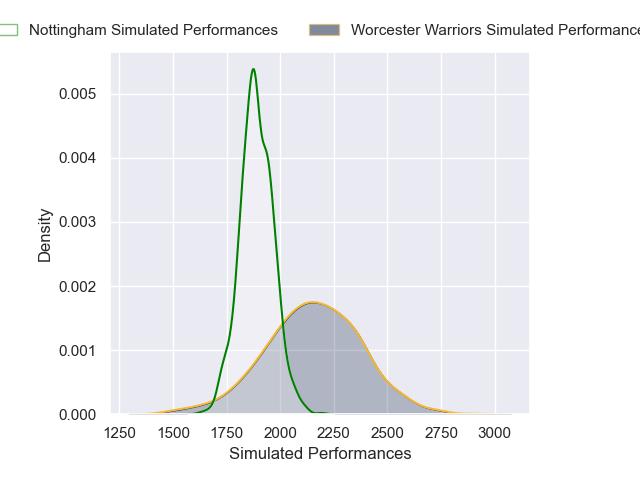 Nottingham Simulated Performances
Worcester Warriors Simulated
0.005
0.004
0.003
0.002
0.001
0.000
Density
1250 1500 1750 2000 2250 2500 2750 3000
Simulated Performances